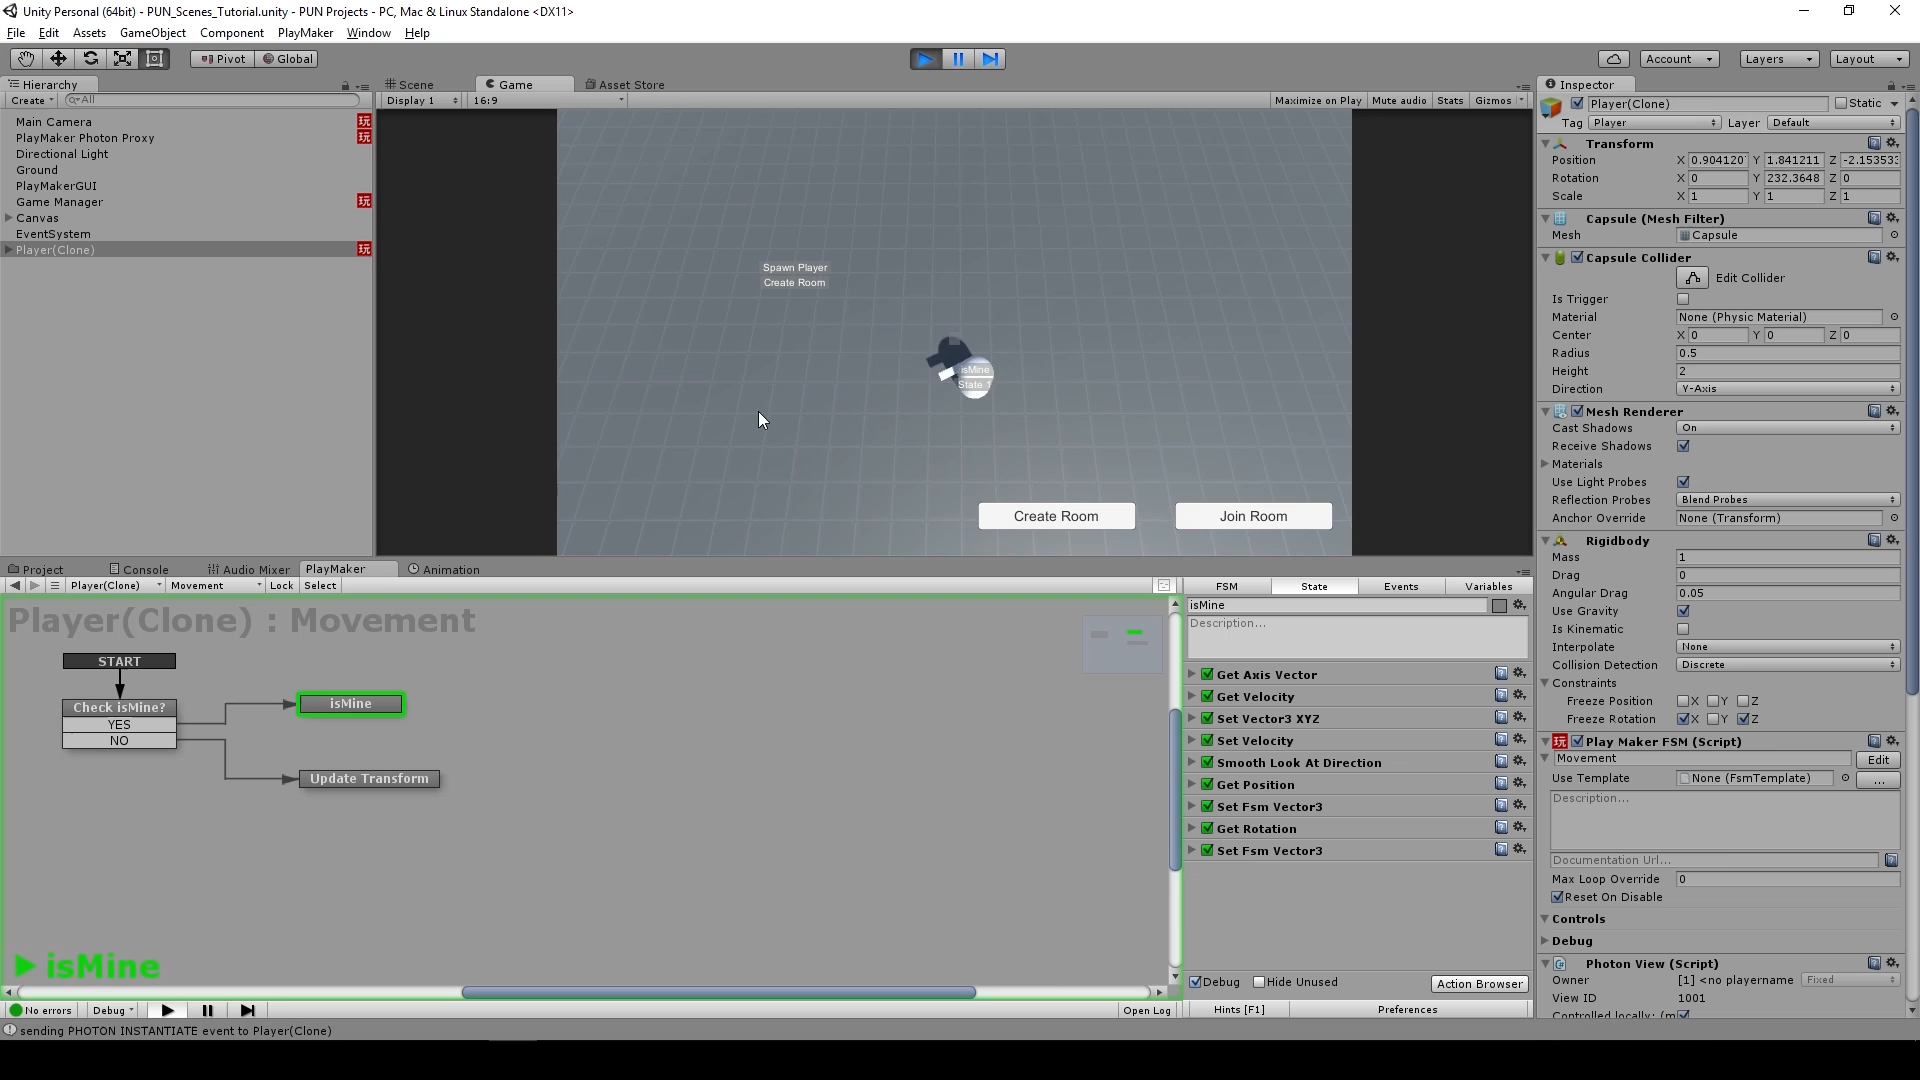 Unity Personal (64bit) - PUN_Scenes_Tutorial.unity - PUN Projects - PC, Mac & Linux Standalone <DX11>
File Edit Assets GameObject Component PlayMaker Window Help
Pivot Global Account Layers Layout
Hierarchy
Create All
Main Camera
PlayMaker Photon Proxy
Directional Light
Ground
PlayMakerGUI
Game Manager
Canvas
EventSystem
Player(Clone)
玩
玩
玩
玩
Scene Game Asset Store
Display 1 16:9 Maximize on Play Mute audio Stats Gizmos
Spawn Player
Create Room
isMine
State 1
Create Room Join Room
Inspector
Player(Clone) Static
Tag Player Layer Default
Transform
Position X 0.904120 Y 1.841211 Z -2.153533
Rotation X 0 Y 232.3648 Z 0
Scale X 1 Y 1 Z 1
Capsule (Mesh Filter)
Mesh Capsule
Capsule Collider
Edit Collider
Is Trigger
Material None (Physic Material)
Center X 0 Y 0 Z 0
Radius 0.5
Height 2
Direction Y-Axis
Mesh Renderer
Cast Shadows On
Receive Shadows
Materials
Use Light Probes
Reflection Probes Blend Probes
Anchor Override None (Transform)
Rigidbody
Mass 1
Drag 0
Angular Drag 0.05
Use Gravity
Is Kinematic
Interpolate None
Collision Detection Discrete
Constraints
Freeze Position X Y Z
Freeze Rotation X Y Z
玩 Play Maker FSM (Script)
Movement Edit
Use Template None (FsmTemplate) ...
Description...
Documentation Url...
Max Loop Override 0
Reset On Disable
Controls
Debug
Photon View (Script)
Owner [1] <no playername Fixed
View ID 1001
Controlled locally: (m
Project Console Audio Mixer PlayMaker Animation
Player(Clone) Movement Lock Select
Player(Clone) : Movement
START
Check isMine?
YES
NO
isMine
Update Transform
isMine
FSM State Events Variables
isMine
Description...
Get Axis Vector
Get Velocity
Set Vector3 XYZ
Set Velocity
Smooth Look At Direction
Get Position
Set Fsm Vector3
Get Rotation
Set Fsm Vector3
Debug Hide Unused Action Browser
No errors Debug Open Log Hints [F1] Preferences
sending PHOTON INSTANTIATE event to Player(Clone)